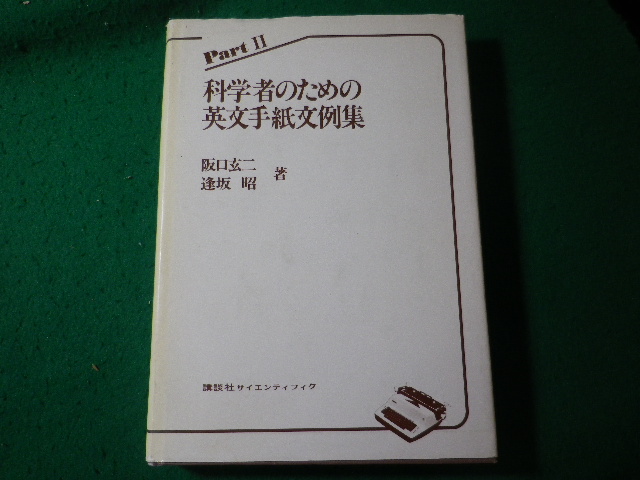 Part II
科学者のための
英文手紙文例集
阪口玄二
逢坂 昭 著
講談社サイエンティフィク